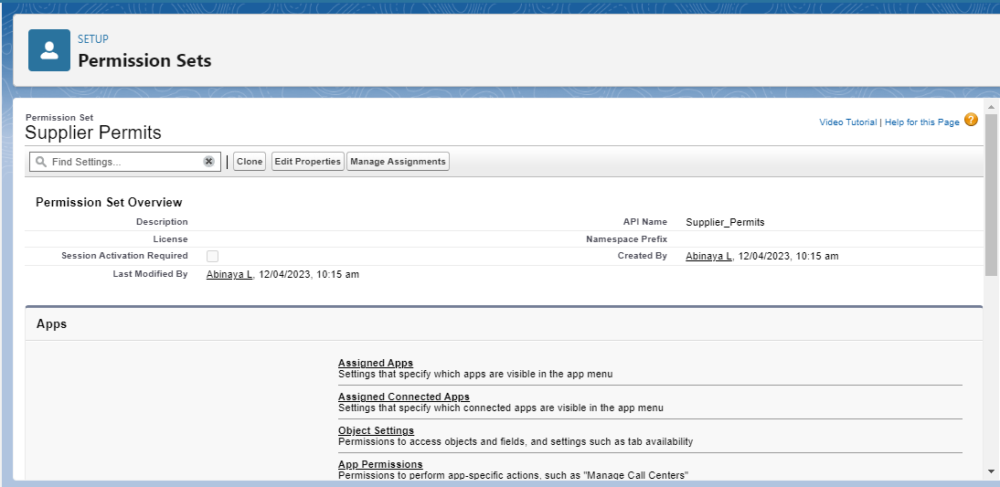 SETUP
Permission Sets
Permission Set
Supplier Permits
Video Tutorial | Help for this Page ?
Find Settings...
Clone
Edit Properties
Manage Assignments
Permission Set Overview
Description
API Name Supplier_Permits
License
Namespace Prefix
Session Activation Required
Created By Abinaya L, 12/04/2023, 10:15 am
Last Modified By Abinaya L, 12/04/2023, 10:15 am
Apps
Assigned Apps
Settings that specify which apps are visible in the app menu
Assigned Connected Apps
Settings that specify which connected apps are visible in the app menu
Object Settings
Permissions to access objects and fields, and settings such as tab availability
App Permissions
Permissions to perform app-specific actions, such as "Manage Call Centers"